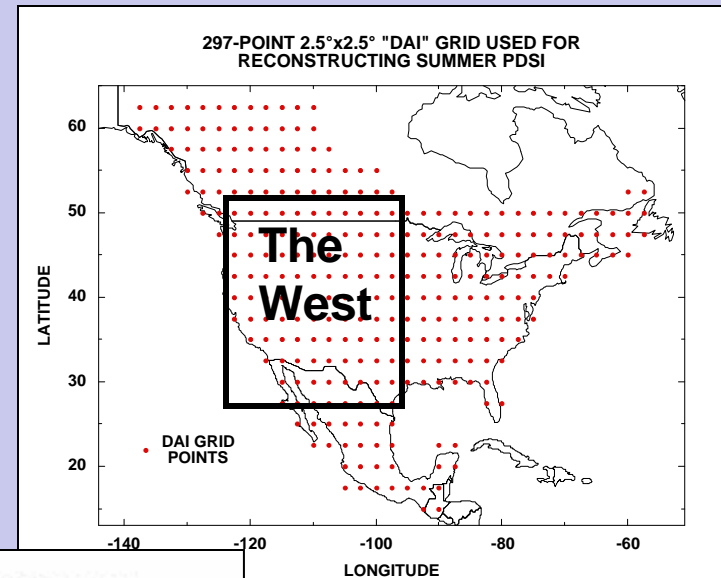 297-POINT 2.5°x2.5° "DAI" GRID USED FOR
RECONSTRUCTING SUMMER PDSI
60
50
40
30
20
LATITUDE
The
West
DAI GRID
POINTS
-140 -120 -100 -80 -60
LONGITUDE